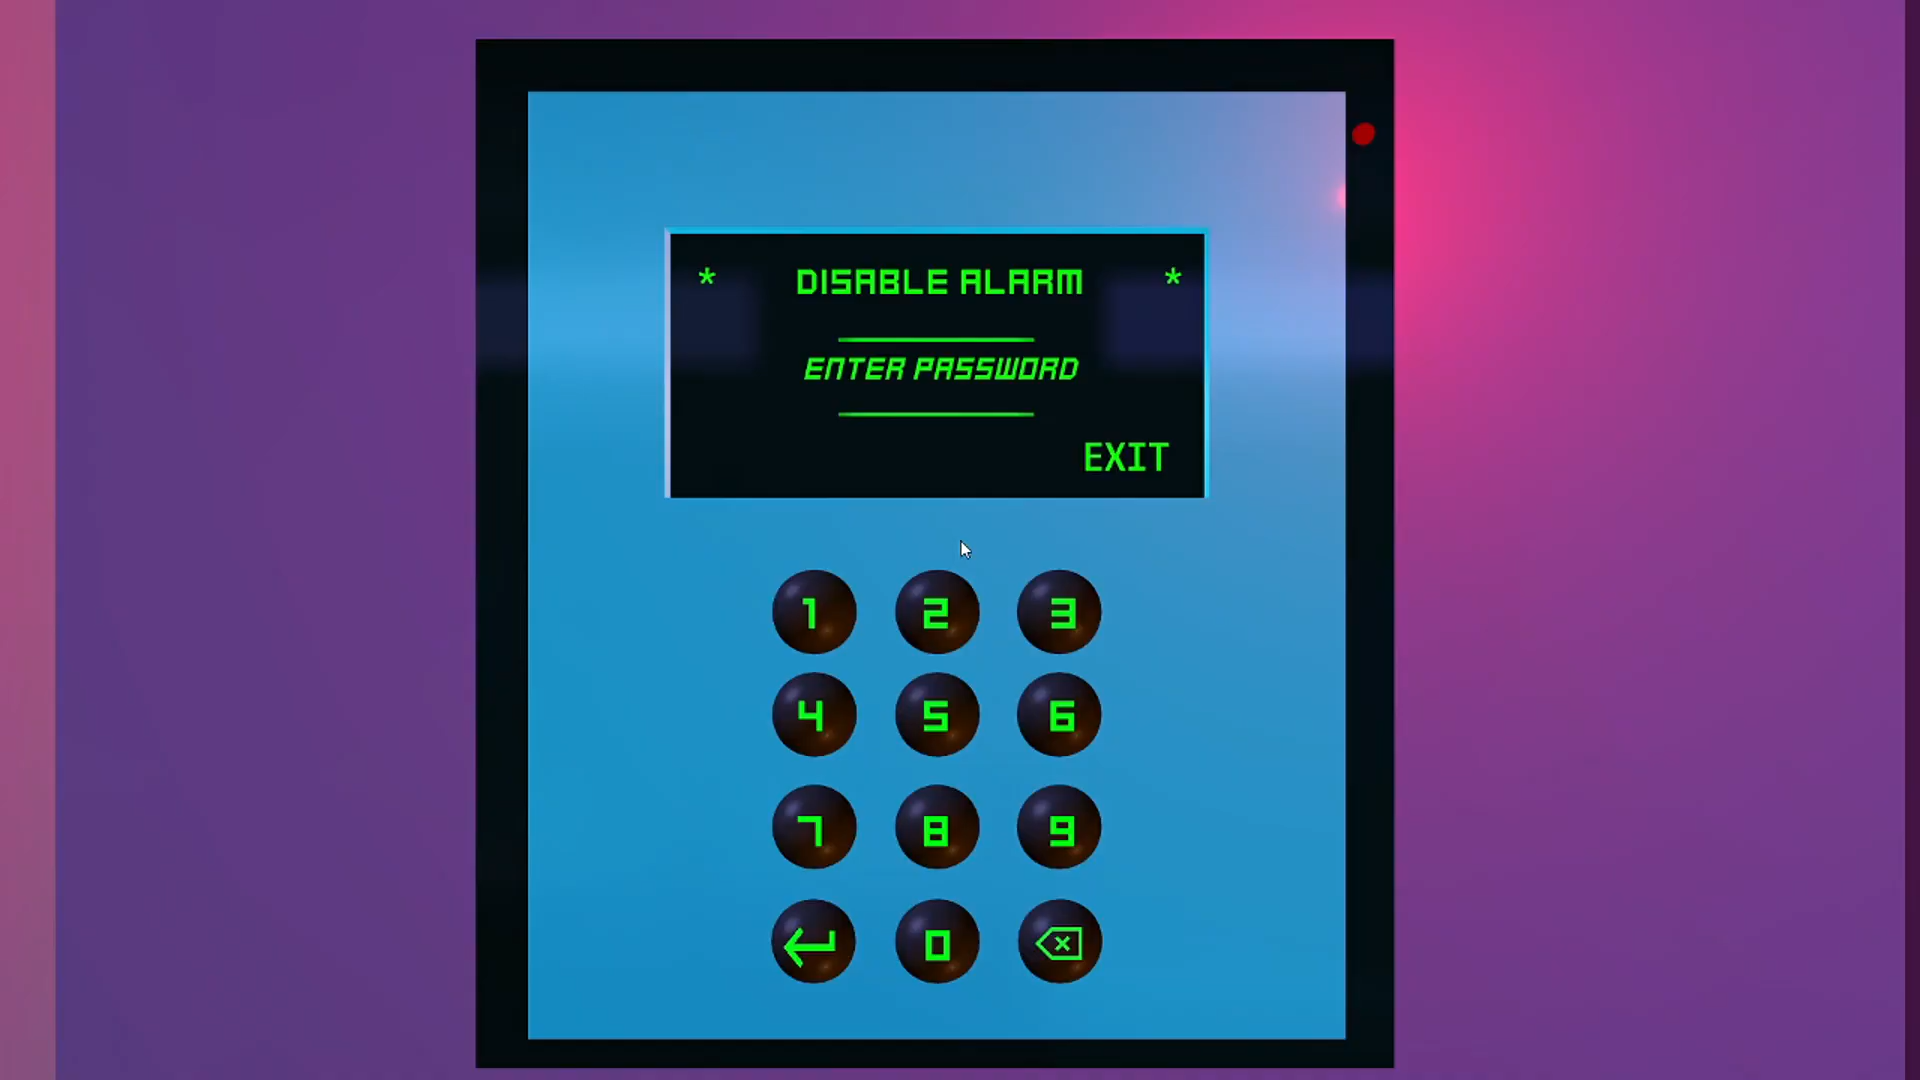 * DISABLE ALARM *
ENTER PASSWORD
EXIT
1 2 3
4 5 6
7 8 9
0